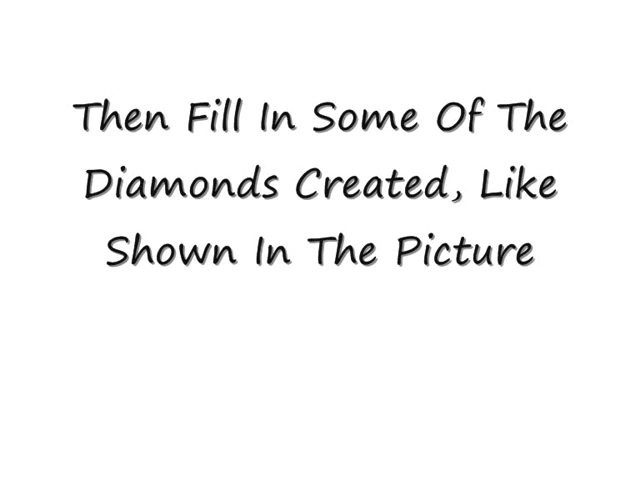 Then Fill In Some Of The
Diamonds Created, Like
Shown In The Picture